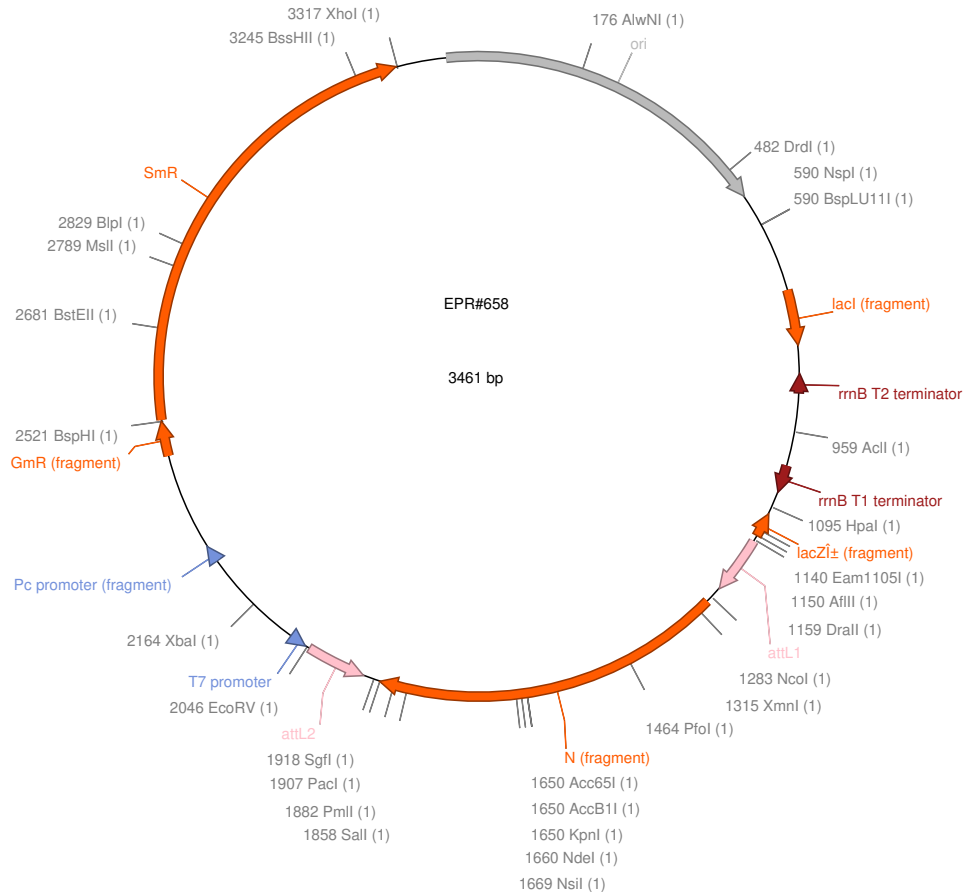 3317 XhoI (1)
3245 BssHII (1)
176 AlwNI (1)
ori
482 DrdI (1)
590 NspI (1)
590 BspLU11I (1)
SmR
2829 BlpI (1)
2789 MslI (1)
2681 BstEII (1)
EPR#658
3461 bp
lacI (fragment)
rrnB T2 terminator
959 AclI (1)
2521 BspHI (1)
GmR (fragment)
rrnB T1 terminator
1095 HpaI (1)
lacZÎ± (fragment)
1140 Eam1105I (1)
1150 AflII (1)
1159 DraII (1)
attL1
1283 NcoI (1)
1315 XmnI (1)
1464 PfoI (1)
Pc promoter (fragment)
2164 XbaI (1)
T7 promoter
2046 EcoRV (1)
attL2
1918 SgfI (1)
1907 PacI (1)
1882 PmlI (1)
1858 SalI (1)
N (fragment)
1650 Acc65I (1)
1650 AccB1I (1)
1650 KpnI (1)
1660 NdeI (1)
1669 NsiI (1)